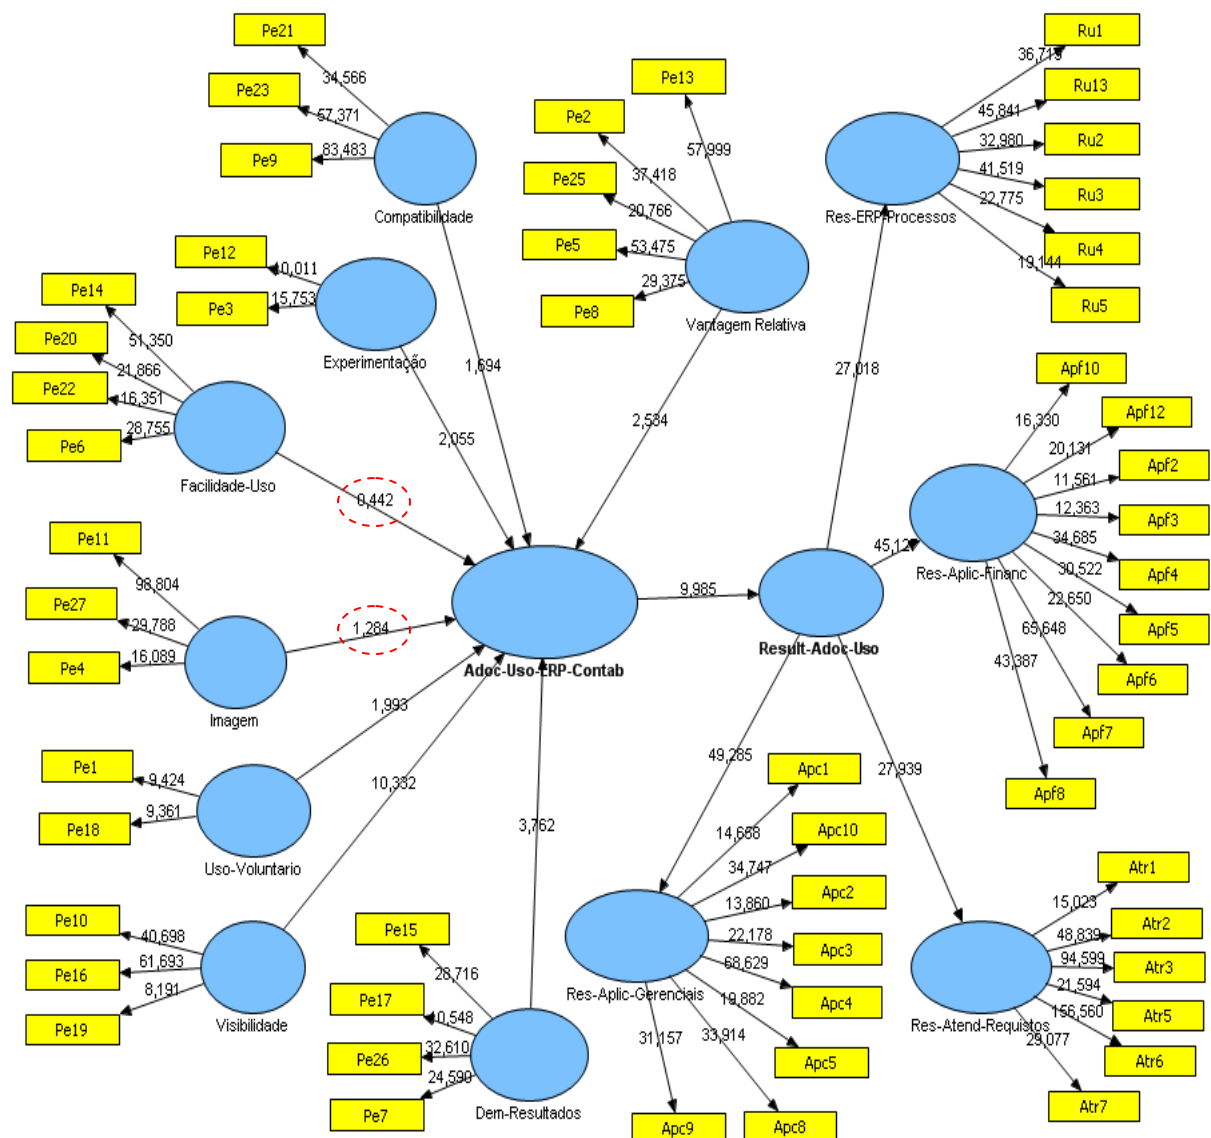 Pe21
34,566
Pe23
57,371
Pe9
83,483
Compatibilidade
Pe12
10,011
Pe3
15,753
Experimentação
Pe14
51,350
Pe20
21,866
Pe22
16,351
Pe6
28,755
Facilidade-Uso
Pe11
98,804
Pe27
29,788
Pe4
16,089
Imagem
Pe1
9,424
Pe18
9,361
Uso-Voluntario
Pe10
40,698
Pe16
61,693
Pe19
8,191
Visibilidade
Pe15
28,716
Pe17
10,548
Pe26
32,610
Pe7
24,590
Dem-Resultados
Pe13
57,999
Pe2
37,418
Pe25
20,766
Pe5
53,475
Pe8
29,375
Vantagem Relativa
1,694
2,055
2,534
0,442
1,284
1,993
10,332
3,762
Adoc-Uso-ERP-Contab
9,985
Result-Adoc-Uso
27,018
45,12
49,285
27,939
Ru1
36,719
Ru13
45,841
Ru2
32,980
Ru3
41,519
Ru4
22,775
Ru5
19,144
Res-ERP-Processos
Apf10
16,330
Apf12
20,131
Apf2
11,561
Apf3
12,363
Apf4
34,685
Apf5
30,522
Apf6
22,650
Apf7
65,648
Apf8
43,387
Res-Aplic-Financ
Apc1
14,658
Apc10
34,747
Apc2
13,860
Apc3
22,178
Apc4
68,629
Apc5
19,882
Apc8
33,914
Apc9
31,157
Res-Aplic-Gerenciais
Atr1
15,023
Atr2
48,839
Atr3
94,599
Atr5
21,594
Atr6
156,560
Atr7
29,077
Res-Atend-Requistos